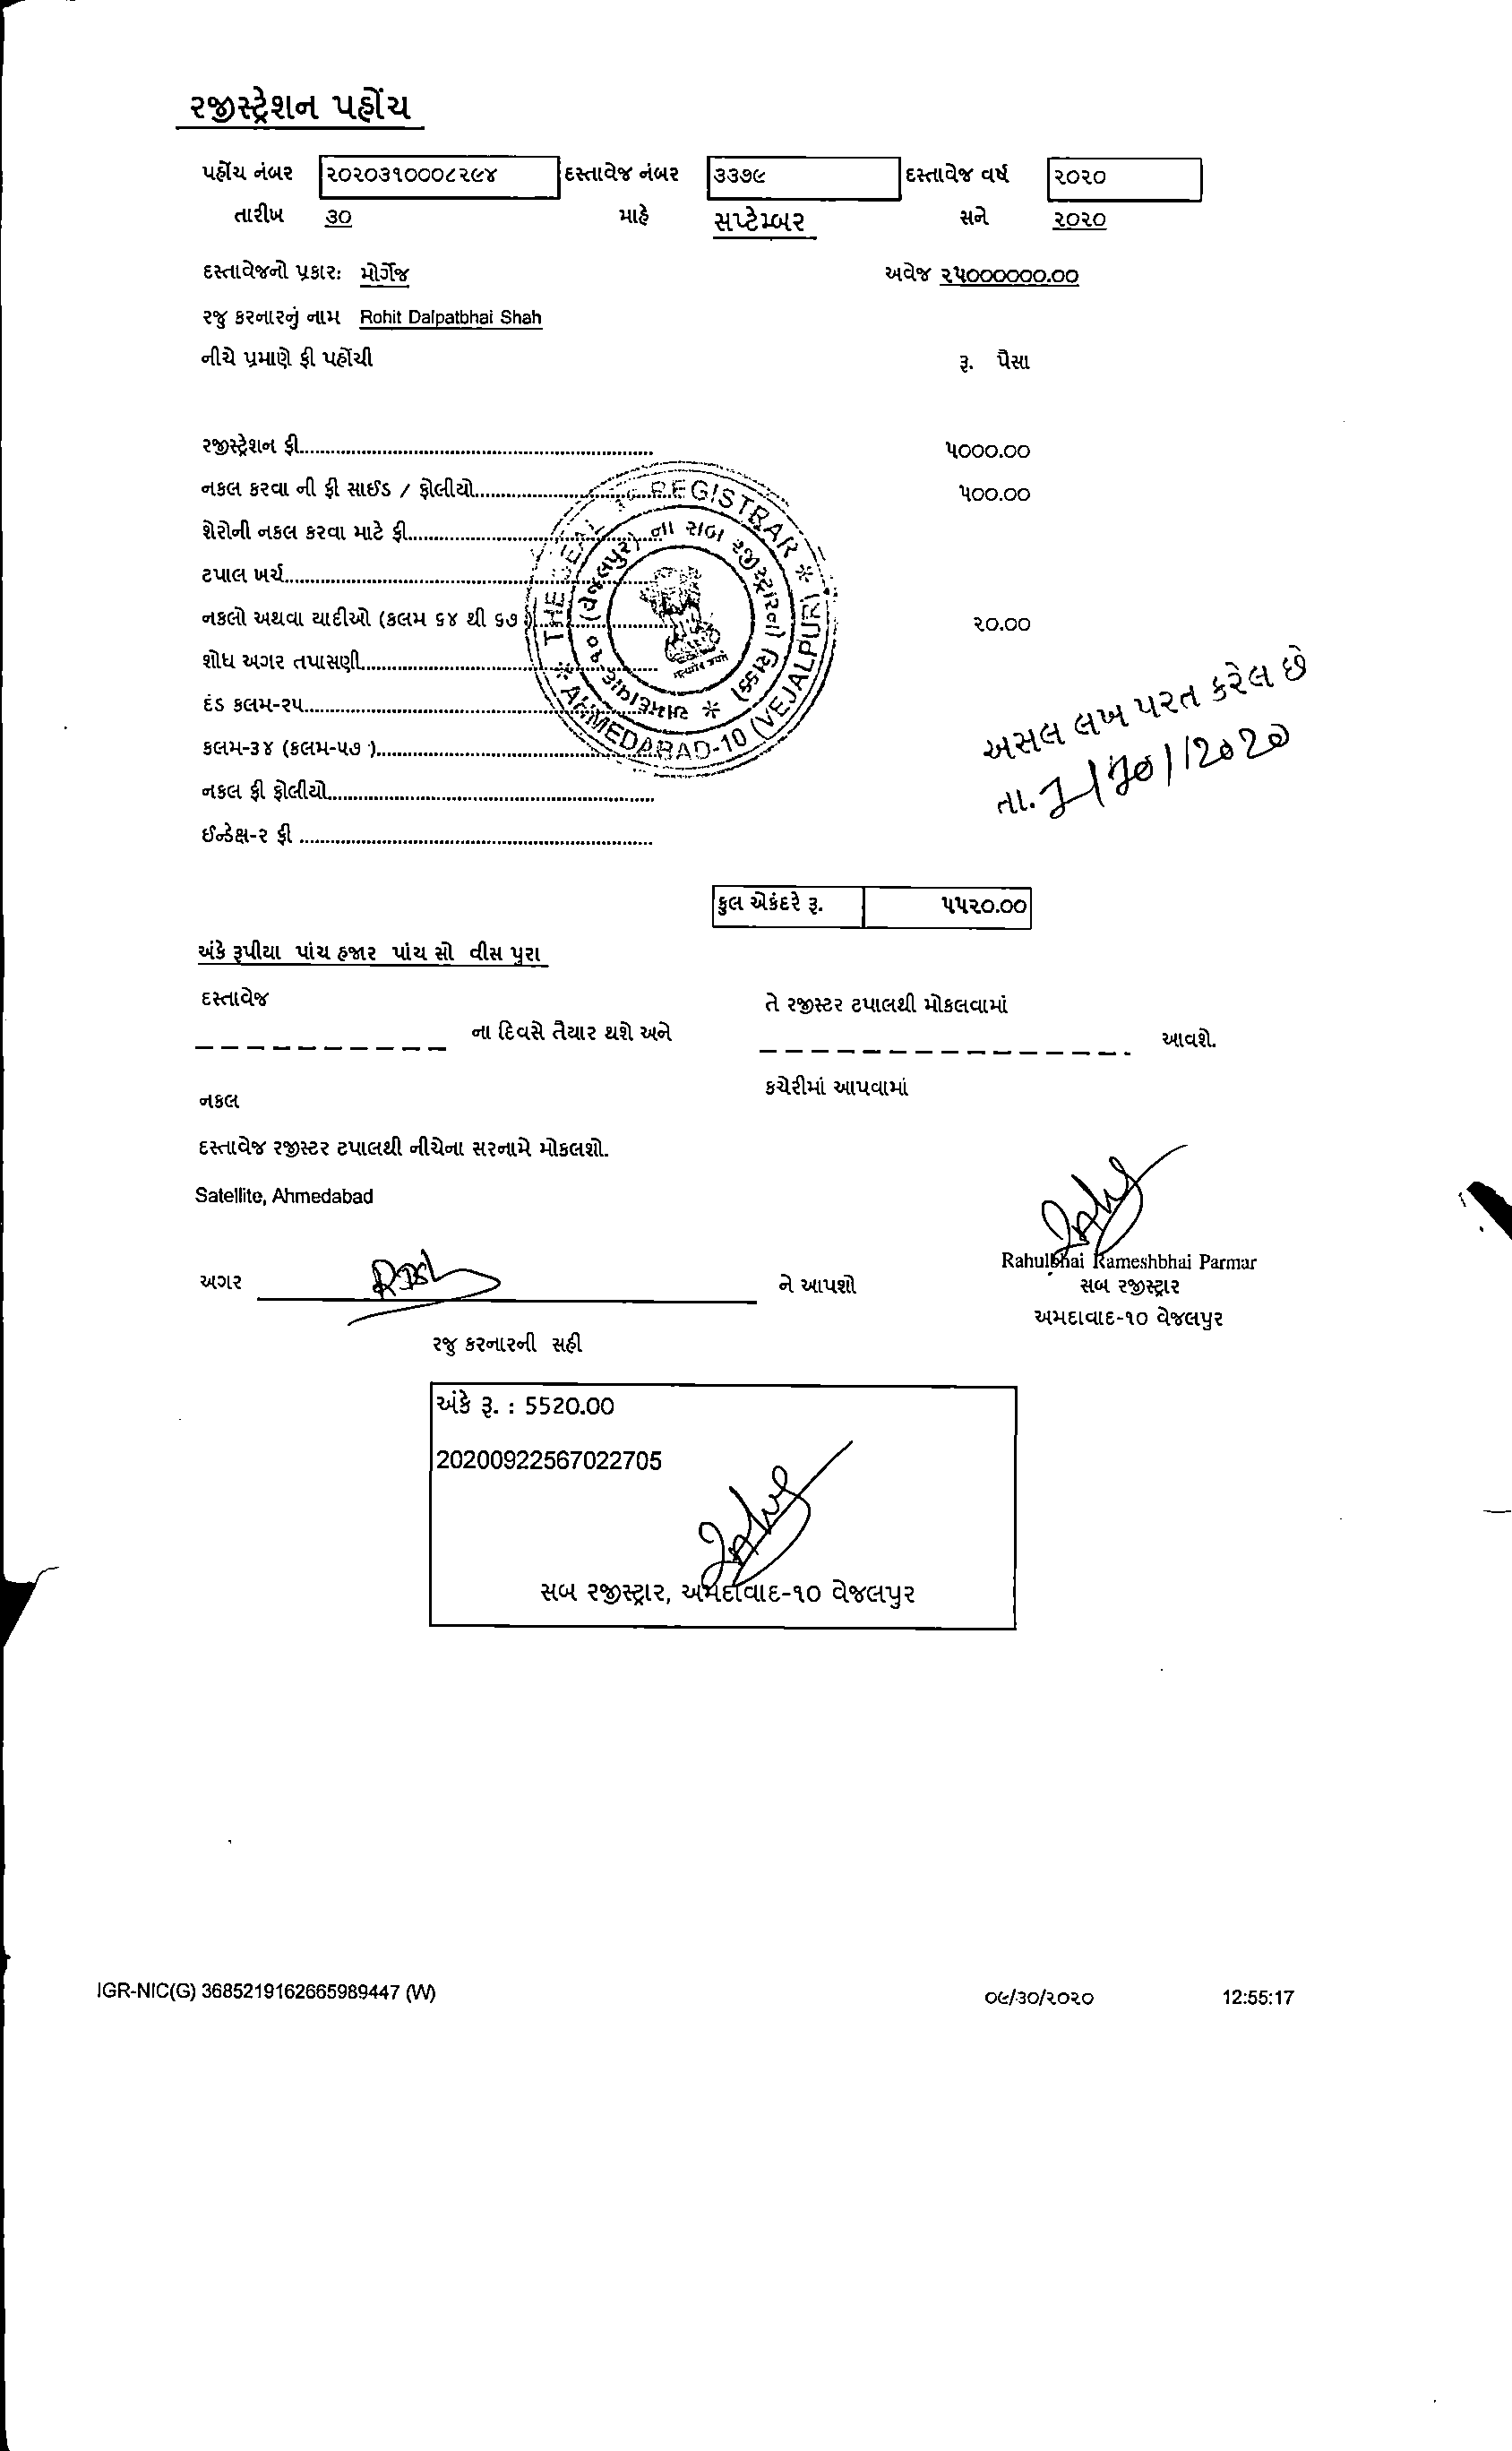 રજીસ્ટ્રેશન પહોંચ
પહોંચ નંબર ૨૦૨૦૩૧૦૦૦૮૨૯૪ દસ્તાવેજ નંબર ૩૩૭૯ દસ્તાવેજ વર્ષ ૨૦૨૦
તારીખ ૩૦ માહે સપ્ટેમ્બર સને ૨૦૨૦
દસ્તાવેજનો પ્રકારઃ મોર્ગેજ અવેજ ૨૫૦૦૦૦૦૦.૦૦
રજુ કરનારનું નામ Rohit Dalpatbhai Shah
નીચે પ્રમાણે ફી પહોંચી રૂ. પૈસા
રજીસ્ટ્રેશન ફી ૫૦૦૦.૦૦
નકલ કરવા ની ફી સાઈડ / ફોલીયો ૫૦૦.૦૦
શેરોની નકલ કરવા માટે ફી
ટપાલ ખર્ચ
નકલો અથવા યાદીઓ (કલમ ૬૪ થી ૬૭ ) ૨૦.૦૦
શોધ અગર તપાસણી
દંડ કલમ-૨૫
કલમ-૩૪ (કલમ-૫૭ )
નકલ ફી ફોલીયો
ઈન્ડેક્ષ-૨ ફી
THE SEAL REGISTRAR * AHMEDABAD-10 (VEJALPUR) *
અમદાવાદ-૧૦ (વેજલપુર) ના સબ રજીસ્ટ્રારનો સિક્કો *
અસલ લખ પરત કરેલ છે
તા.
કુલ એકંદરે રૂ. ૫૫૨૦.૦૦
અંકે રૂપીયા પાંચ હજાર પાંચ સો વીસ પુરા
દસ્તાવેજ તે રજીસ્ટર ટપાલથી મોકલવામાં
ના દિવસે તૈયાર થશે અને આવશે.
નકલ કચેરીમાં આપવામાં
દસ્તાવેજ રજીસ્ટર ટપાલથી નીચેના સરનામે મોકલશો.
Satellite, Ahmedabad
Rahulbhai Rameshbhai Parmar
અગર ને આપશો સબ રજીસ્ટ્રાર
અમદાવાદ-૧૦ વેજલપુર
રજુ કરનારની સહી
અંકે રૂ. : 5520.00
20200922567022705
સબ રજીસ્ટ્રાર, અમદાવાદ-૧૦ વેજલપુર
IGR-NIC(G) 3685219162665989447 (W) ૦૯/૩૦/૨૦૨૦ 12:55:17